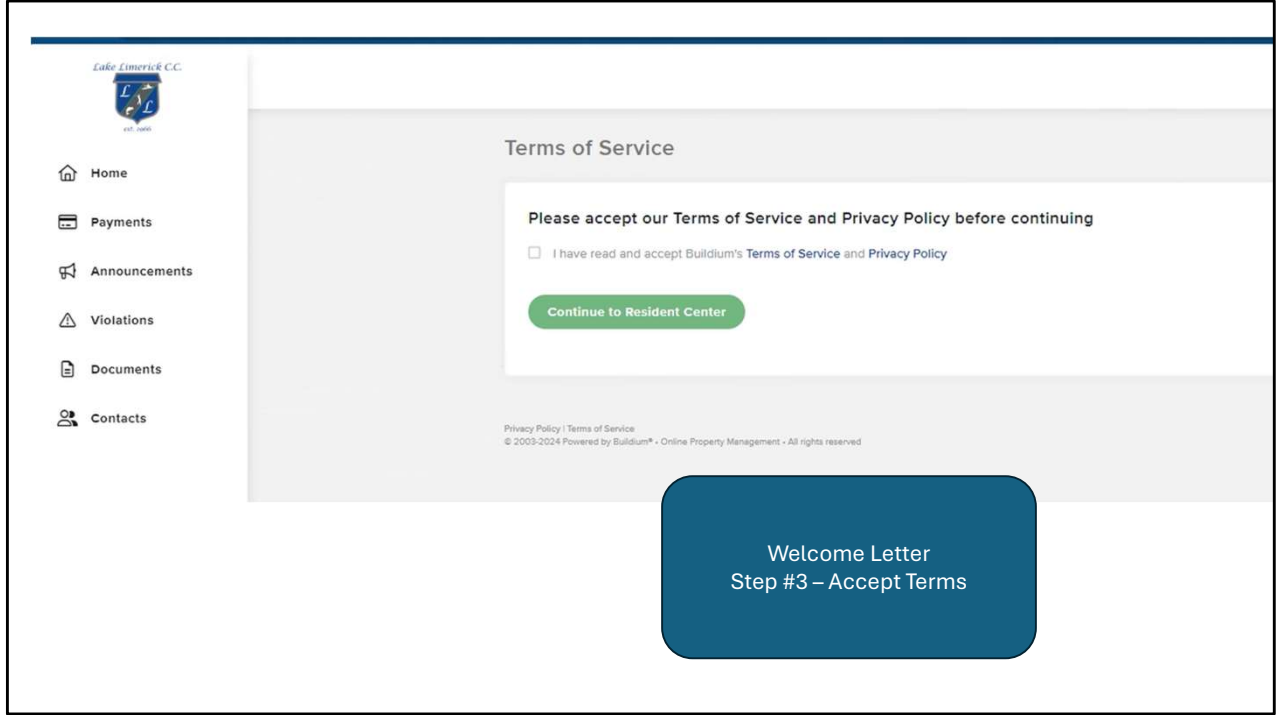 Lake Limerick C.C.
L
L
est. 1966
Home
Payments
Announcements
Violations
Documents
Contacts
Terms of Service
Please accept our Terms of Service and Privacy Policy before continuing
I have read and accept Buildium's Terms of Service and Privacy Policy
Continue to Resident Center
Privacy Policy | Terms of Service
© 2003-2024 Powered by Buildium® • Online Property Management • All rights reserved
Welcome Letter
Step #3 – Accept Terms